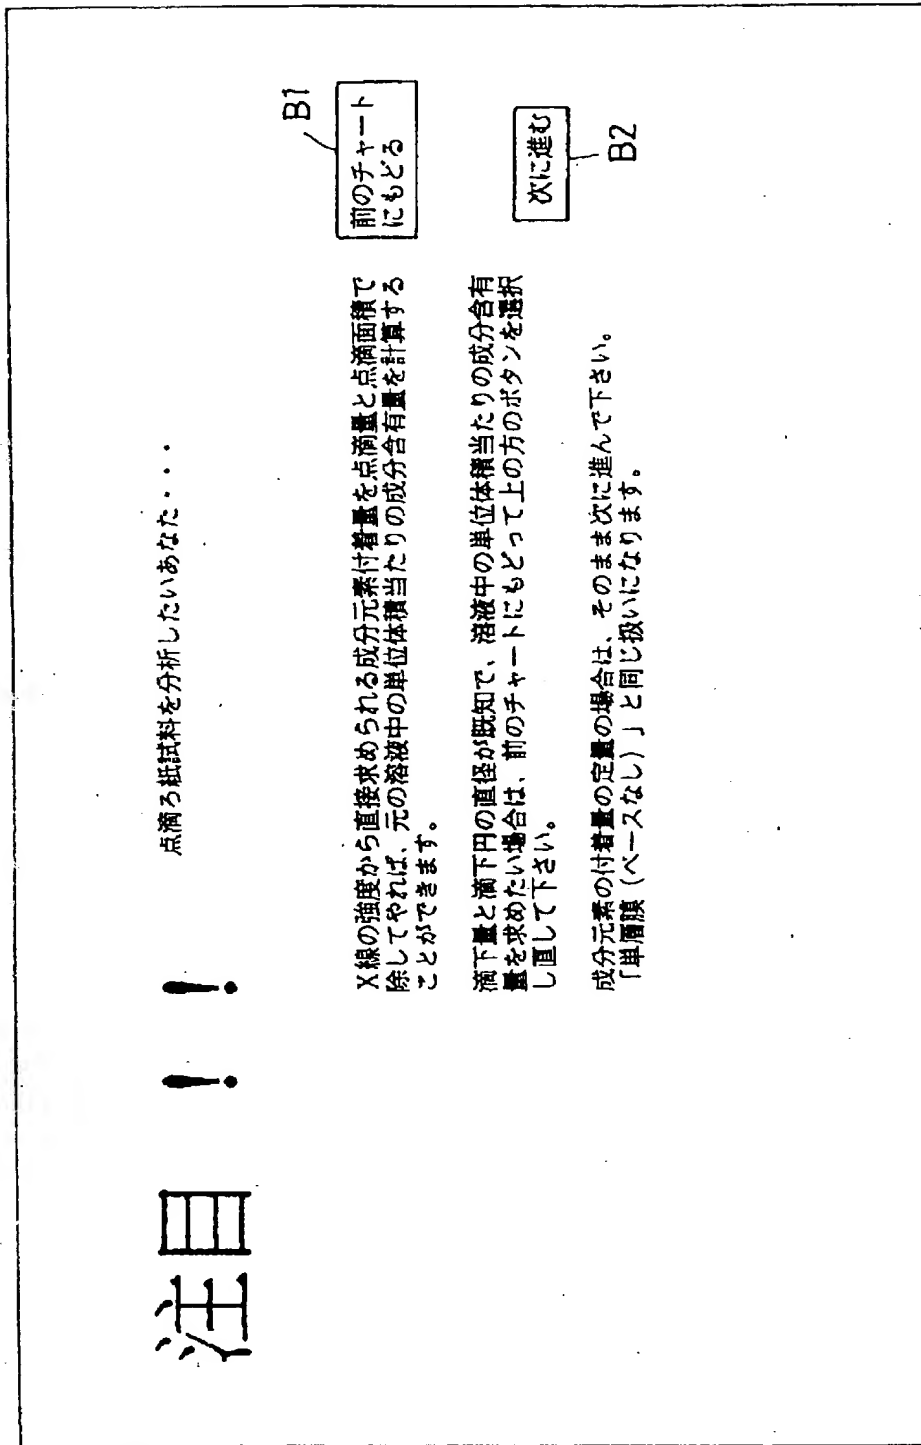 注目!!
点滴ろ紙試料を分析したいあなた・・・
X線の強度から直接求められる成分元素付着量を点滴量と点滴面積で
除してやれば、元の溶液中の単位体積当たりの成分含有量を計算する
ことができます。
B1
前のチャート
にもどる
滴下量と滴下円の直径が既知で、溶液中の単位体積当たりの成分含有
量を求めたい場合は、前のチャートにもどって上の方のボタンを選択
し直して下さい。
次に進む
B2
成分元素の付着量の定量の場合は、そのまま次に進んで下さい。
「単層膜(ベースなし)」と同じ扱いになります。